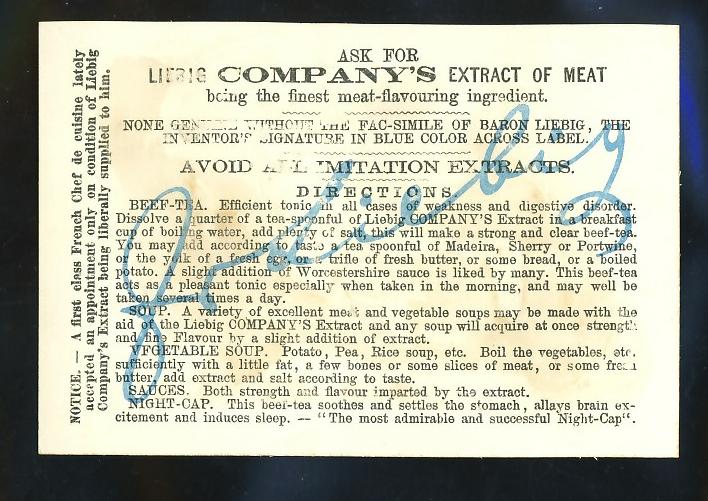 ASK FOR
LIEBIG COMPANY'S EXTRACT OF MEAT
being the finest meat-flavouring ingredient.
NONE GENUINE WITHOUT THE FAC-SIMILE OF BARON LIEBIG, THE
INVENTOR'S SIGNATURE IN BLUE COLOR ACROSS LABEL.
AVOID ALL IMITATION EXTRACTS.
DIRECTIONS.
BEEF-TEA. Efficient tonic in all cases of weakness and digestive disorder.
Dissolve a quarter of a tea-spoonful of Liebig COMPANY'S Extract in a breakfast
cup of boiling water, add plenty of salt, this will make a strong and clear beef-tea.
You may add according to taste a tea spoonful of Madeira, Sherry or Portwine,
or the yolk of a fresh egg, or a trifle of fresh butter, or some bread, or a boiled
potato. A slight addition of Worcestershire sauce is liked by many. This beef-tea
acts as a pleasant tonic especially when taken in the morning, and may well be
taken several times a day.
SOUP. A variety of excellent meat and vegetable soups may be made with the
aid of the Liebig COMPANY'S Extract and any soup will acquire at once strength
and fine Flavour by a slight addition of extract.
VEGETABLE SOUP. Potato, Pea, Rice soup, etc. Boil the vegetables, etc.
sufficiently with a little fat, a few bones or some slices of meat, or some fresh
butter, add extract and salt according to taste.
SAUCES. Both strength and flavour imparted by the extract.
NIGHT-CAP. This beef-tea soothes and settles the stomach, allays brain ex-
citement and induces sleep. — "The most admirable and successful Night-Cap".
NOTICE. — A first class French Chef de cuisine lately
accepted an appointment only on condition of Liebig
Company's Extract being liberally supplied to him.